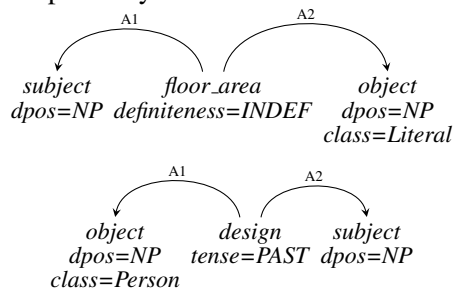 A1 A2
subject floor_area object
dpos=NP definiteness=INDEF dpos=NP
class=Literal
A1 A2
object design subject
dpos=NP tense=PAST dpos=NP
class=Person